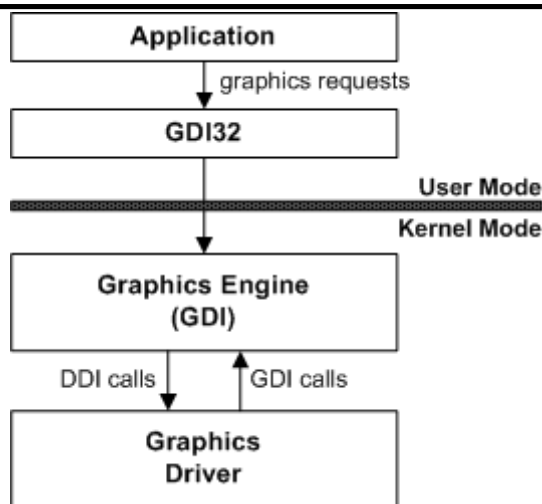 Application
graphics requests
GDI32
User Mode
Kernel Mode
Graphics Engine
(GDI)
DDI calls
GDI calls
Graphics
Driver